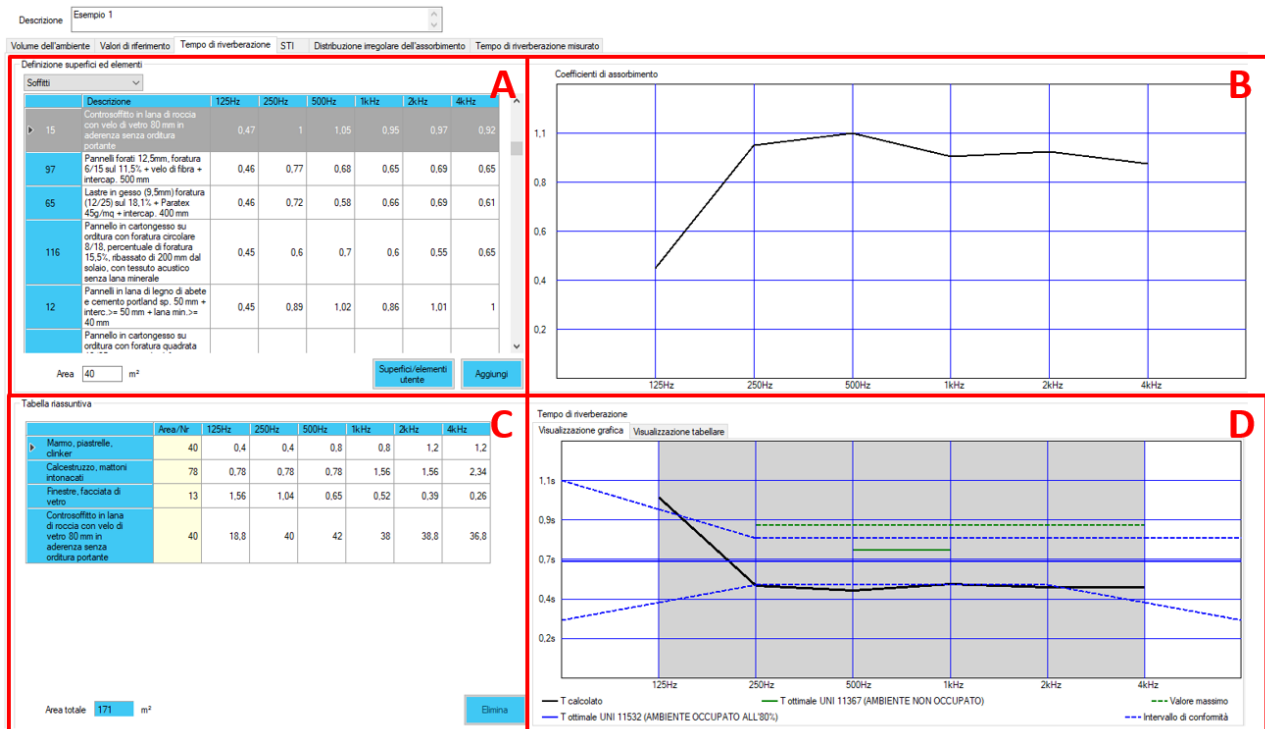 Descrizione
Esempio 1
Volume dell'ambiente Valori di riferimento Tempo di riverberazione STI Distribuzione irregolare dell'assorbimento Tempo di riverberazione misurato
Definizione superfici ed elementi
Soffitti
A
Descrizione 125Hz 250Hz 500Hz 1kHz 2kHz 4kHz
15
Controsoffitto in lana di roccia
con velo di vetro 80 mm in
aderenza senza orditura
portante
0,47 1 1,05 0,95 0,97 0,92
97
Pannelli forati 12,5mm, foratura
6/15 sul 11,5% + velo di fibra +
intercap. 500 mm
0,46 0,77 0,68 0,65 0,69 0,65
65
Lastre in gesso (9,5mm) foratura
(12/25) sul 18,1% + Paratex
45g/mq + intercap. 400 mm
0,46 0,72 0,58 0,66 0,69 0,61
116
Pannello in cartongesso su
orditura con foratura circolare
8/18, percentuale di foratura
15,5%, ribassato di 200 mm dal
solaio, con tessuto acustico
senza lana minerale
0,45 0,6 0,7 0,6 0,55 0,65
12
Pannelli in lana di legno di abete
e cemento portland sp. 50 mm +
interc.>= 50 mm + lana min.>=
40 mm
0,45 0,89 1,02 0,86 1,01 1
Pannello in cartongesso su
orditura con foratura quadrata
Area 40 m²
Superfici/elementi
utente
Aggiungi
B
Coefficienti di assorbimento
1,1
0,8
0,6
0,4
0,2
125Hz 250Hz 500Hz 1kHz 2kHz 4kHz
Tabella riassuntiva
C
Area/Nr 125Hz 250Hz 500Hz 1kHz 2kHz 4kHz
Marmo, piastrelle,
clinker
40 0,4 0,4 0,8 0,8 1,2 1,2
Calcestruzzo, mattoni
intonacati
78 0,78 0,78 0,78 1,56 1,56 2,34
Finestre, facciata di
vetro
13 1,56 1,04 0,65 0,52 0,39 0,26
Controsoffitto in lana
di roccia con velo di
vetro 80 mm in
aderenza senza
orditura portante
40 18,8 40 42 38 38,8 36,8
Area totale 171 m²
Elimina
D
Tempo di riverberazione
Visualizzazione grafica Visualizzazione tabellare
1,1s
0,9s
0,7s
0,4s
0,2s
125Hz 250Hz 500Hz 1kHz 2kHz 4kHz
T calcolato T ottimale UNI 11367 (AMBIENTE NON OCCUPATO) Valore massimo
T ottimale UNI 11532 (AMBIENTE OCCUPATO ALL'80%) Intervallo di conformità